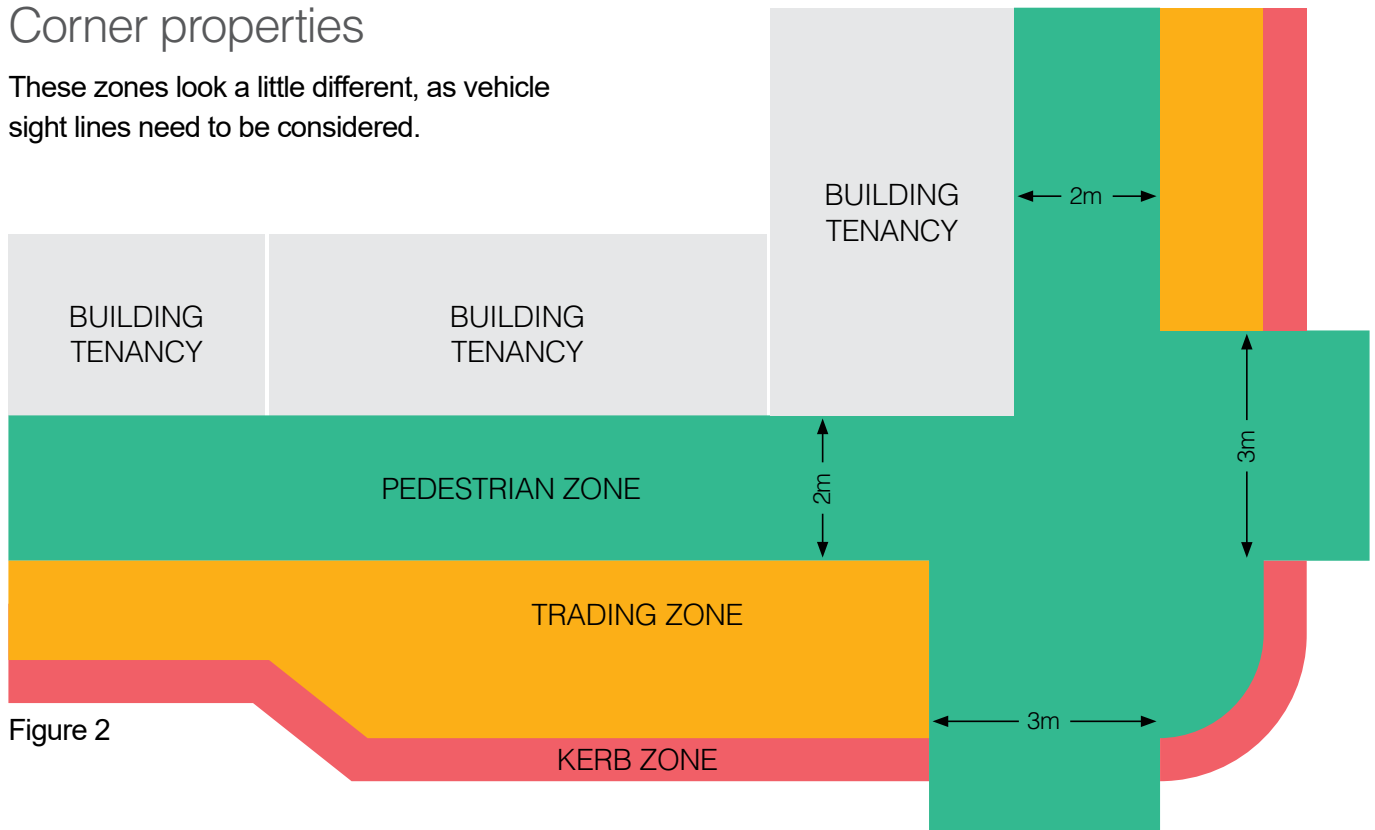 Corner properties
These zones look a little different, as vehicle
sight lines need to be considered.
BUILDING
TENANCY
2m
BUILDING
TENANCY
BUILDING
TENANCY
3m
PEDESTRIAN ZONE
2m
TRADING ZONE
3m
Figure 2
KERB ZONE